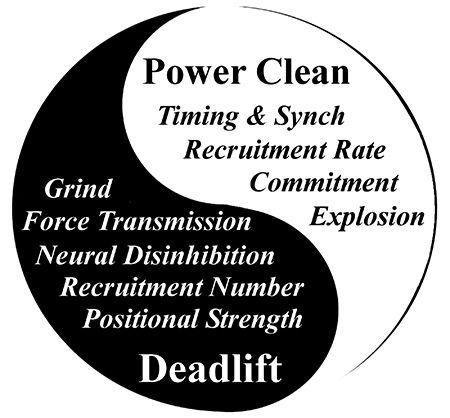 Power Clean
Timing & Synch
Recruitment Rate
Commitment
Explosion
Grind
Force Transmission
Neural Disinhibition
Recruitment Number
Positional Strength
Deadlift